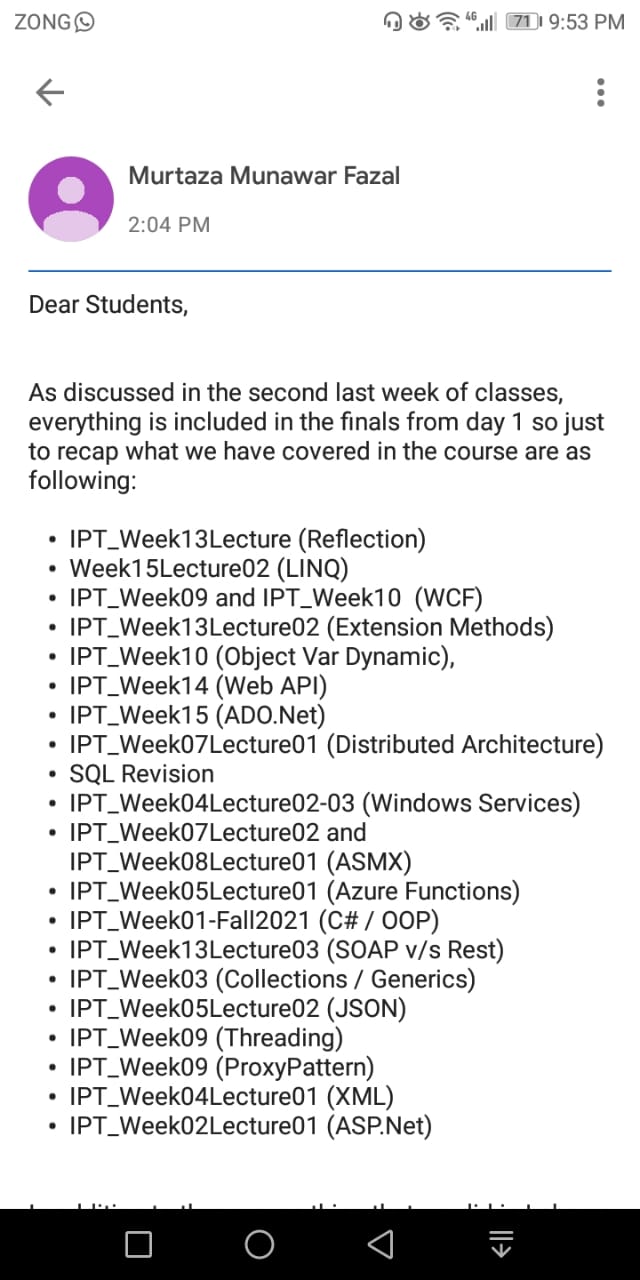 ZONG 4G 71 9:53 PM
Murtaza Munawar Fazal
2:04 PM
Dear Students,
As discussed in the second last week of classes,
everything is included in the finals from day 1 so just
to recap what we have covered in the course are as
following:
• IPT_Week13Lecture (Reflection)
• Week15Lecture02 (LINQ)
• IPT_Week09 and IPT_Week10 (WCF)
• IPT_Week13Lecture02 (Extension Methods)
• IPT_Week10 (Object Var Dynamic),
• IPT_Week14 (Web API)
• IPT_Week15 (ADO.Net)
• IPT_Week07Lecture01 (Distributed Architecture)
• SQL Revision
• IPT_Week04Lecture02-03 (Windows Services)
• IPT_Week07Lecture02 and
IPT_Week08Lecture01 (ASMX)
• IPT_Week05Lecture01 (Azure Functions)
• IPT_Week01-Fall2021 (C# / OOP)
• IPT_Week13Lecture03 (SOAP v/s Rest)
• IPT_Week03 (Collections / Generics)
• IPT_Week05Lecture02 (JSON)
• IPT_Week09 (Threading)
• IPT_Week09 (ProxyPattern)
• IPT_Week04Lecture01 (XML)
• IPT_Week02Lecture01 (ASP.Net)